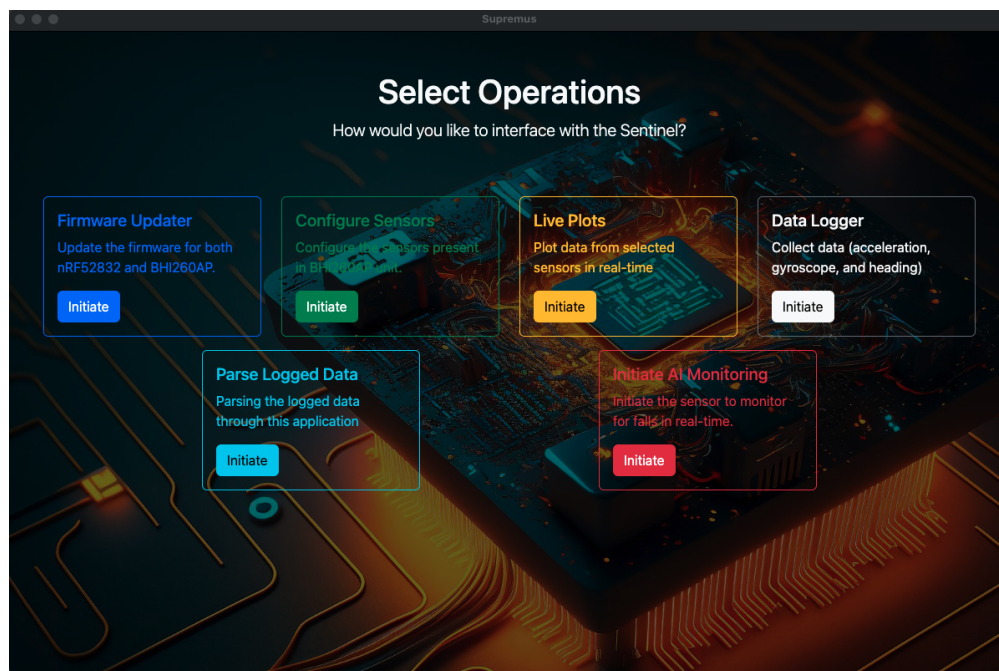 Supremus
Select Operations
How would you like to interface with the Sentinel?
Firmware Updater
Update the firmware for both
nRF52832 and BHI260AP.
Initiate
Configure Sensors
Configure the sensors present
in BHI260AP unit.
Initiate
Live Plots
Plot data from selected
sensors in real-time
Initiate
Data Logger
Collect data (acceleration,
gyroscope, and heading)
Initiate
Parse Logged Data
Parsing the logged data
through this application
Initiate
Initiate AI Monitoring
Initiate the sensor to monitor
for falls in real-time.
Initiate